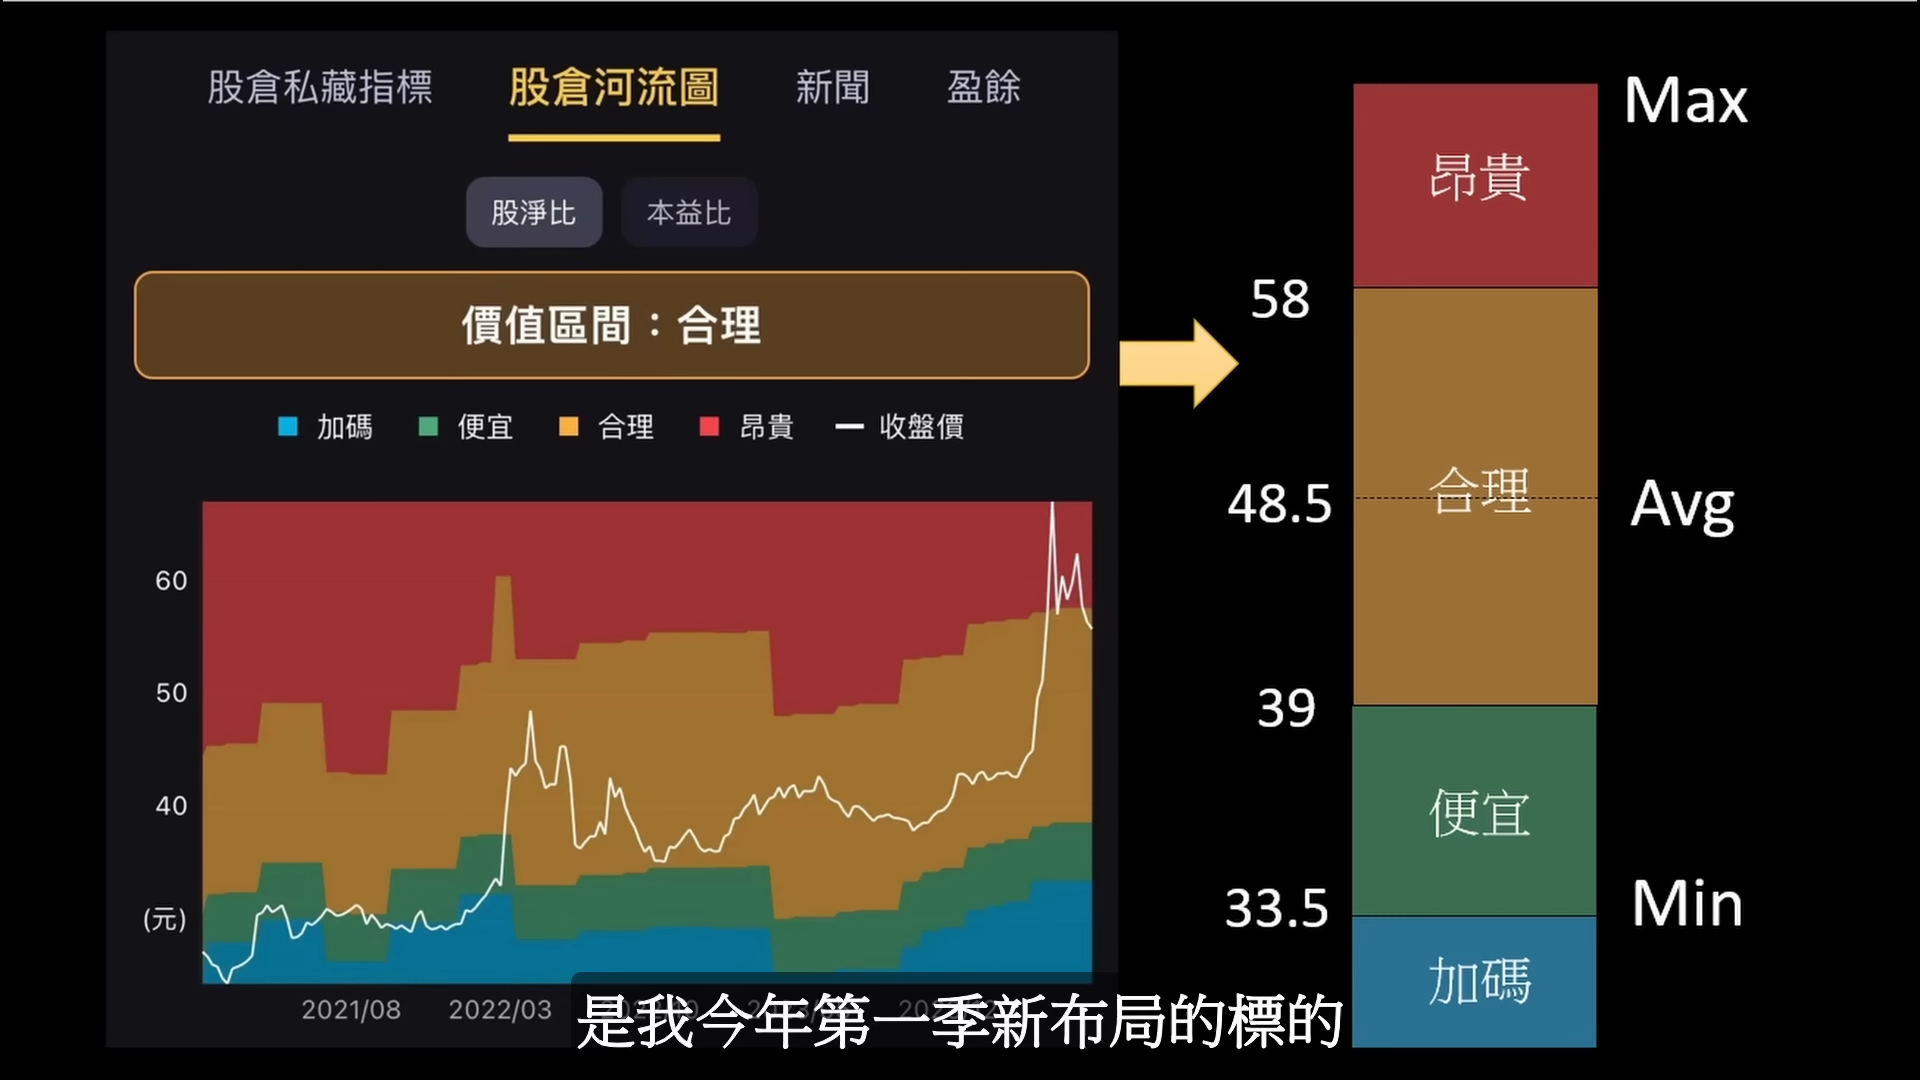 股倉私藏指標 股倉河流圖 新聞 盈餘
股淨比 本益比
價值區間：合理
加碼 便宜 合理 昂貴 收盤價
60
50
40
(元)
2021/08 2022/03
Max
昂貴
58
合理
48.5
Avg
39
便宜
33.5
Min
加碼
是我今年第一季新布局的標的